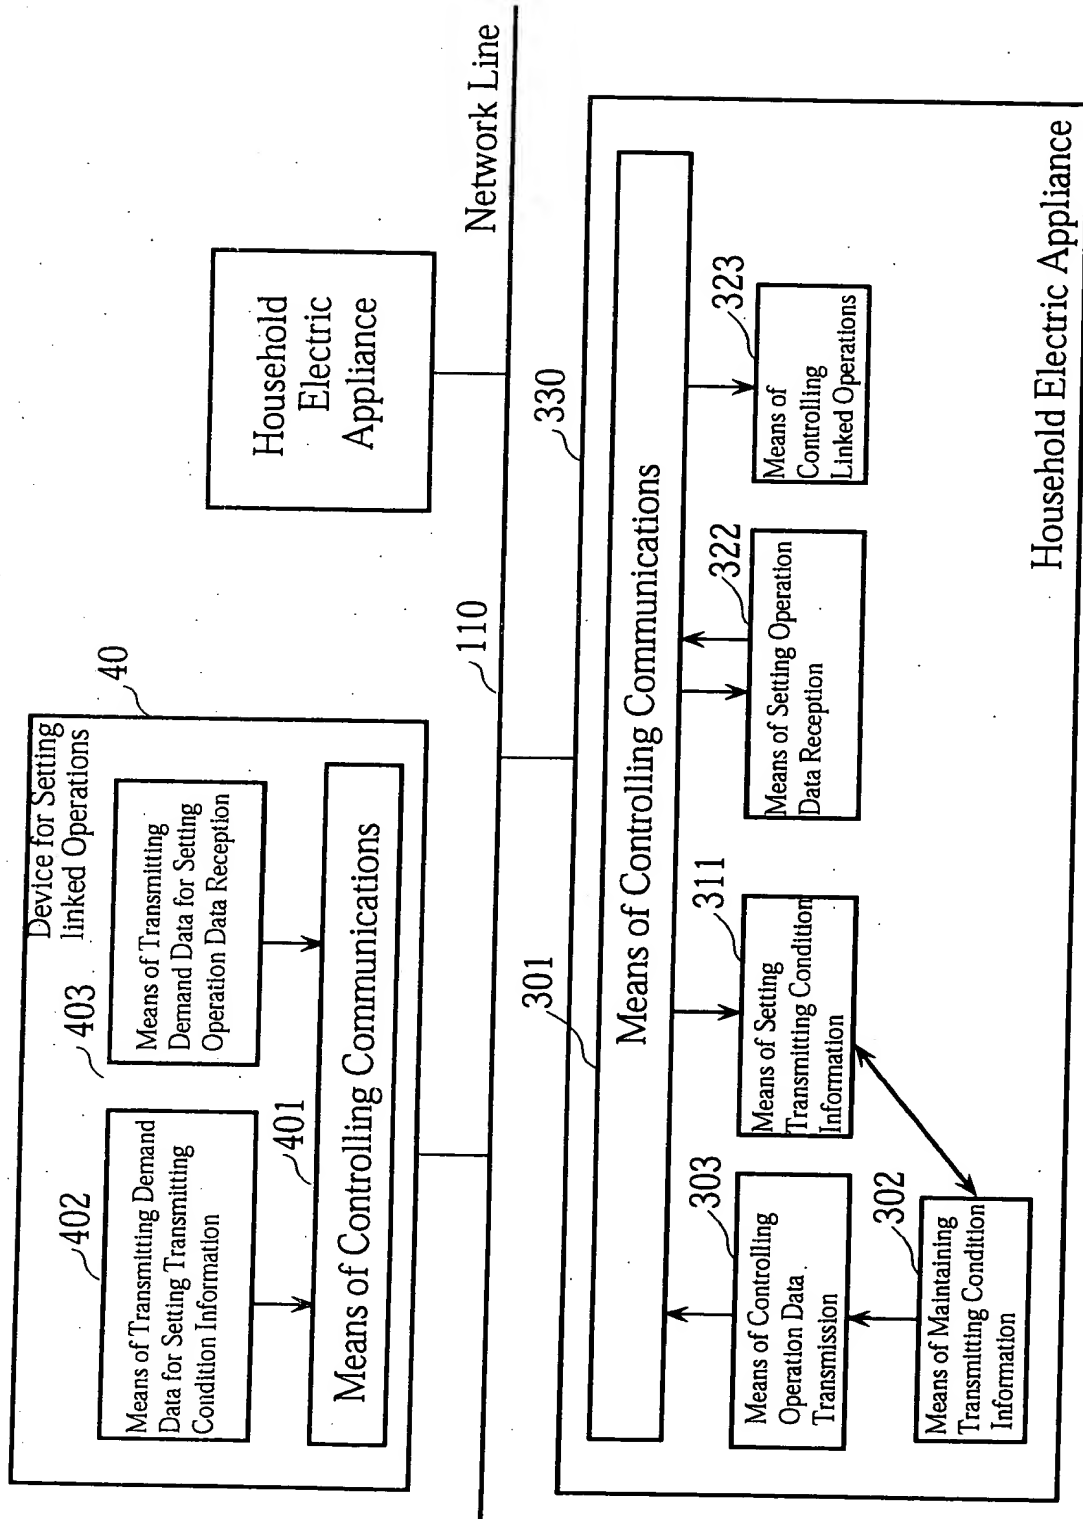 Device for Setting
linked Operations
40
402
Means of Transmitting Demand
Data for Setting Transmitting
Condition Information
403
Means of Transmitting
Demand Data for Setting
Operation Data Reception
401
Means of Controlling Communications
Household
Electric
Appliance
110
Network Line
301
330
Means of Controlling Communications
303
Means of Controlling
Operation Data
Transmission
311
Means of Setting
Transmitting Condition
Information
322
Means of Setting Operation
Data Reception
323
Means of
Controlling
Linked Operations
302
Means of Maintaining
Transmitting Condition
Information
Household Electric Appliance